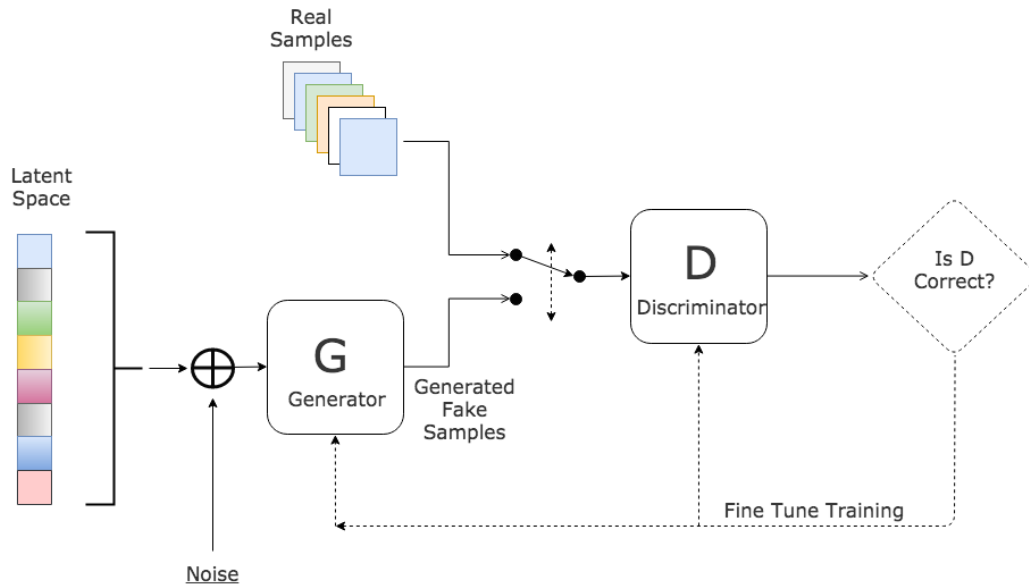 Real
Samples
Latent
Space
D
Discriminator
Is D
Correct?
G
Generator
Generated
Fake
Samples
Fine Tune Training
Noise